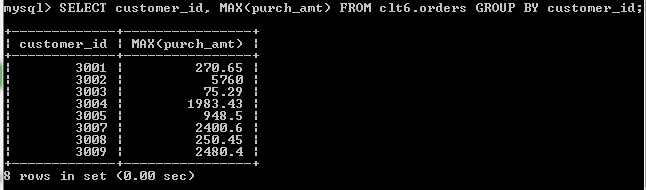 mysql> SELECT customer_id, MAX(purch_amt) FROM clt6.orders GROUP BY customer_id;
+-------------+----------------+
¦ customer_id ¦ MAX(purch_amt) ¦
+-------------+----------------+
¦        3001 ¦         270.65 ¦
¦        3002 ¦           5760 ¦
¦        3003 ¦          75.29 ¦
¦        3004 ¦        1983.43 ¦
¦        3005 ¦          948.5 ¦
¦        3007 ¦         2400.6 ¦
¦        3008 ¦         250.45 ¦
¦        3009 ¦         2480.4 ¦
+-------------+----------------+
8 rows in set (0.00 sec)